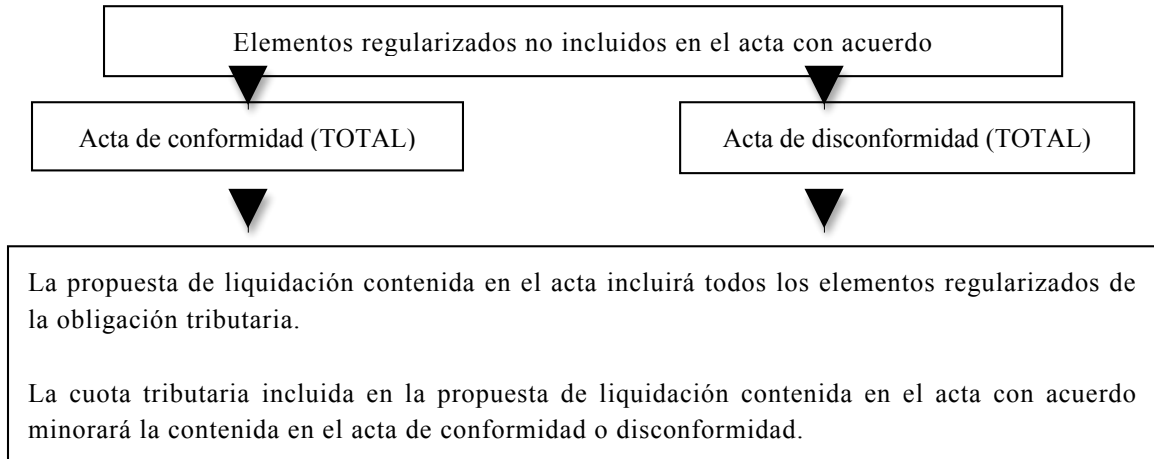 Elementos regularizados no incluidos en el acta con acuerdo
Acta de conformidad (TOTAL)
Acta de disconformidad (TOTAL)
La propuesta de liquidación contenida en el acta incluirá todos los elementos regularizados de
la obligación tributaria.
La cuota tributaria incluida en la propuesta de liquidación contenida en el acta con acuerdo
minorará la contenida en el acta de conformidad o disconformidad.